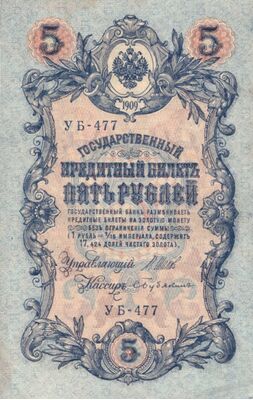 5 5
1909
УБ-477
ГОСУДАРСТВЕННЫЙ
КРЕДИТНЫЙ БИЛЕТЪ
ПЯТЬ РУБЛЕЙ
ГОСУДАРСТВЕННЫЙ БАНКЪ РАЗМѢНИВАЕТЪ
КРЕДИТНЫЕ БИЛЕТЫ НА ЗОЛОТУЮ МОНЕТУ
БЕЗЪ ОГРАНИЧЕНІЯ СУММЫ
(1 РУБЛЬ = 1/15 ИМПЕРІАЛА, СОДЕРЖИТЪ
17,424 ДОЛЕЙ ЧИСТАГО ЗОЛОТА).
Управляющій
Кассиръ
УБ-477
5